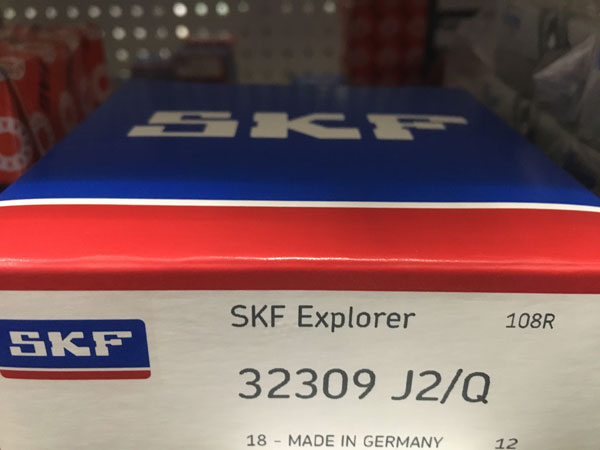 SKF
SKF Explorer 108R
SKF
32309 J2/Q
18 - MADE IN GERMANY 12